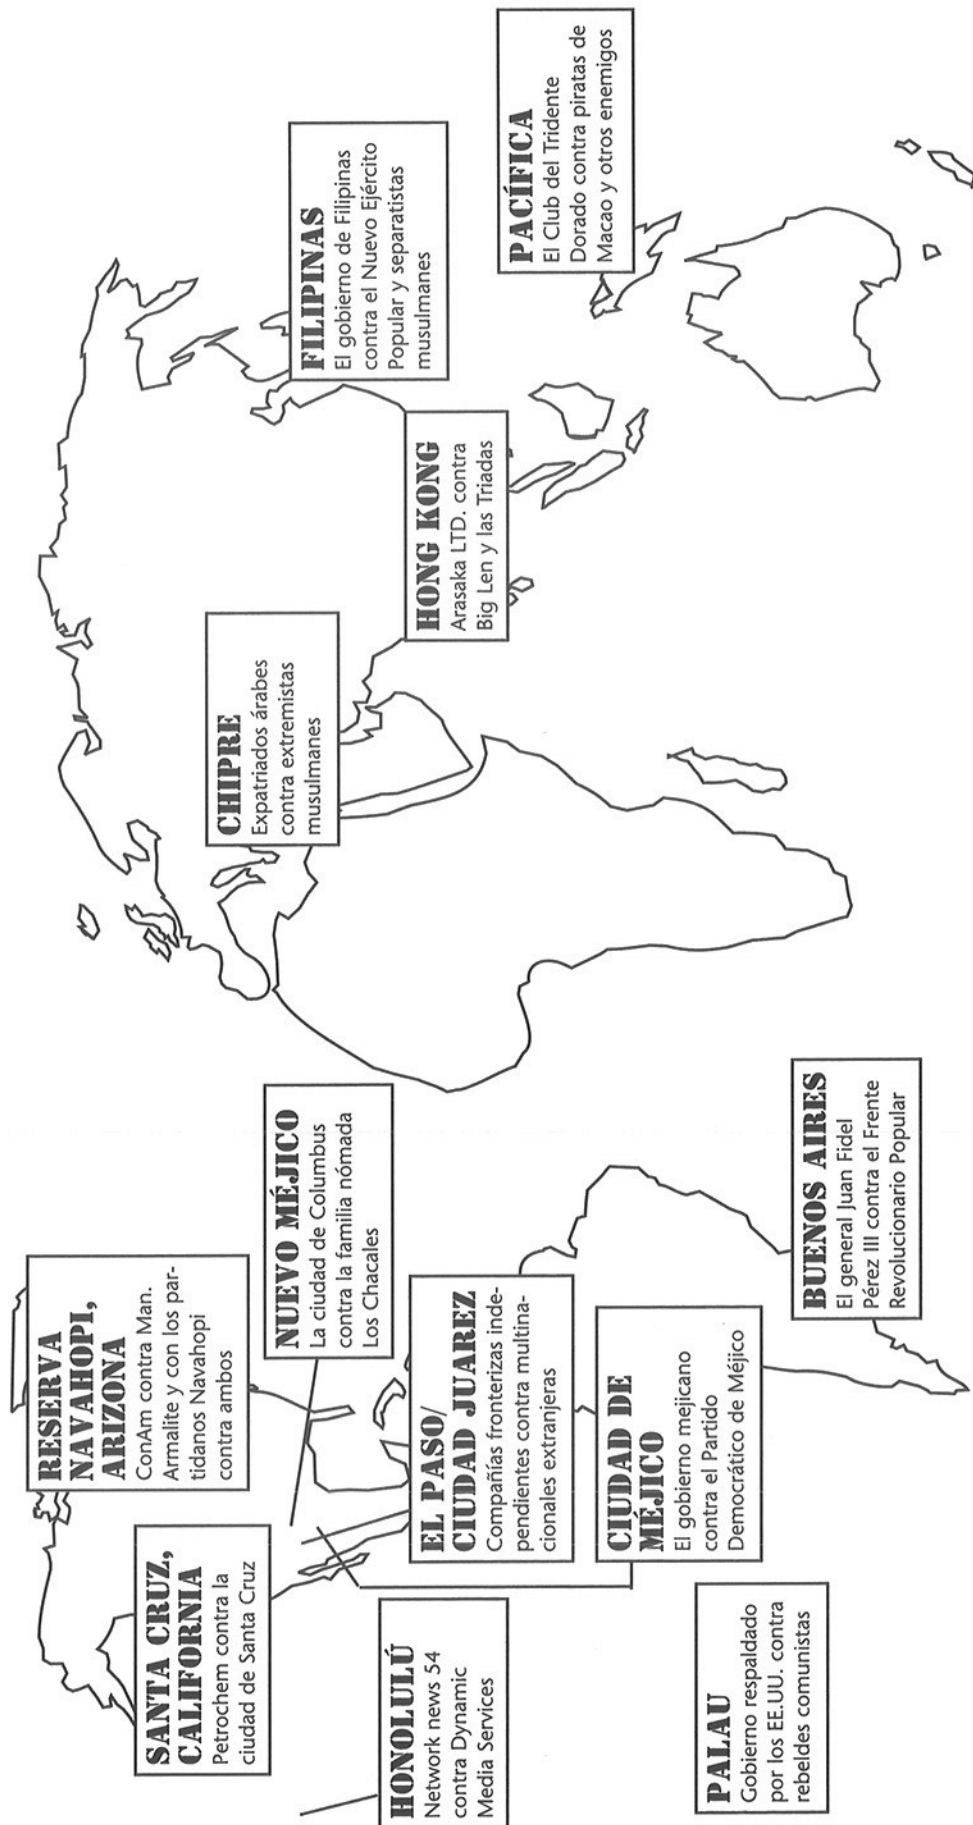 RESERVA
NAVAHOPI,
ARIZONA
ConAm contra Man.
Armalite y con los par-
tidanos Navahopi
contra ambos
SANTA CRUZ,
CALIFORNIA
Petrochem contra la
ciudad de Santa Cruz
NUEVO MÉJICO
La ciudad de Columbus
contra la familia nómada
Los Chacales
HONOLULÚ
Network news 54
contra Dynamic
Media Services
EL PASO/
CIUDAD JUAREZ
Compañías fronterizas inde-
pendientes contra multina-
cionales extranjeras
CIUDAD DE
MÉJICO
El gobierno mejicano
contra el Partido
Democrático de Méjico
PALAU
Gobierno respaldado
por los EE.UU. contra
rebeldes comunistas
BUENOS AIRES
El general Juan Fidel
Pérez III contra el Frente
Revolucionario Popular
CHIPRE
Expatriados árabes
contra extremistas
musulmanes
HONG KONG
Arasaka LTD. contra
Big Len y las Triadas
FILIPINAS
El gobierno de Filipinas
contra el Nuevo Ejército
Popular y separatistas
musulmanes
PACÍFICA
El Club del Tridente
Dorado contra piratas de
Macao y otros enemigos